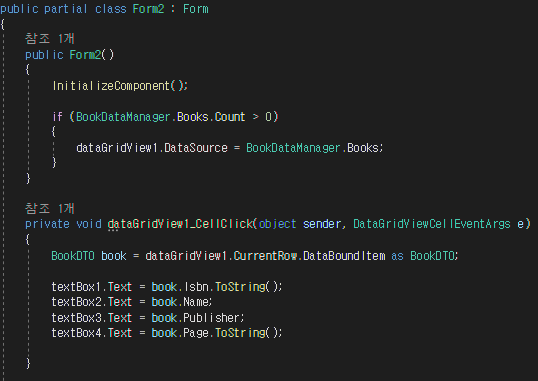 public partial class Form2 : Form
{
참조 1개
public Form2()
{
InitializeComponent();
if (BookDataManager.Books.Count > 0)
{
dataGridView1.DataSource = BookDataManager.Books;
}
}
참조 1개
private void dataGridView1_CellClick(object sender, DataGridViewCellEventArgs e)
{
BookDTO book = dataGridView1.CurrentRow.DataBoundItem as BookDTO;
textBox1.Text = book.Isbn.ToString();
textBox2.Text = book.Name;
textBox3.Text = book.Publisher;
textBox4.Text = book.Page.ToString();
}